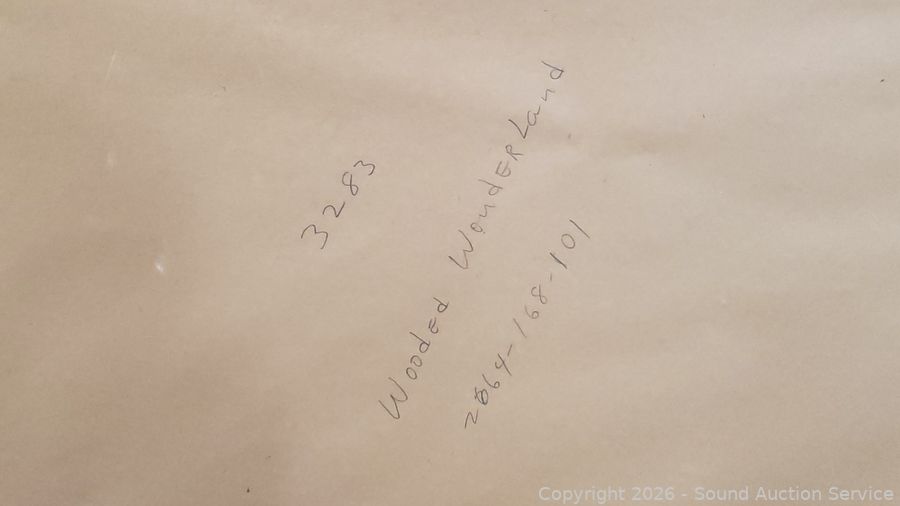 3283
Wooded WonderLand
2864-168-101
Copyright 2026 - Sound Auction Service